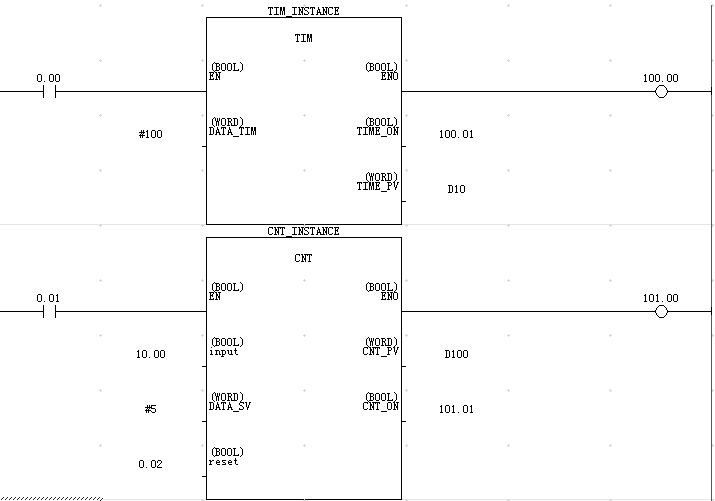 TIM_INSTANCE
TIM
0.00
(BOOL)
EN
(BOOL)
ENO
100.00
#100
(WORD)
DATA_TIM
(BOOL)
TIME_ON
100.01
(WORD)
TIME_PV
D10
CNT_INSTANCE
CNT
0.01
(BOOL)
EN
(BOOL)
ENO
101.00
10.00
(BOOL)
input
(WORD)
CNT_PV
D100
#5
(WORD)
DATA_SV
(BOOL)
CNT_ON
101.01
0.02
(BOOL)
reset